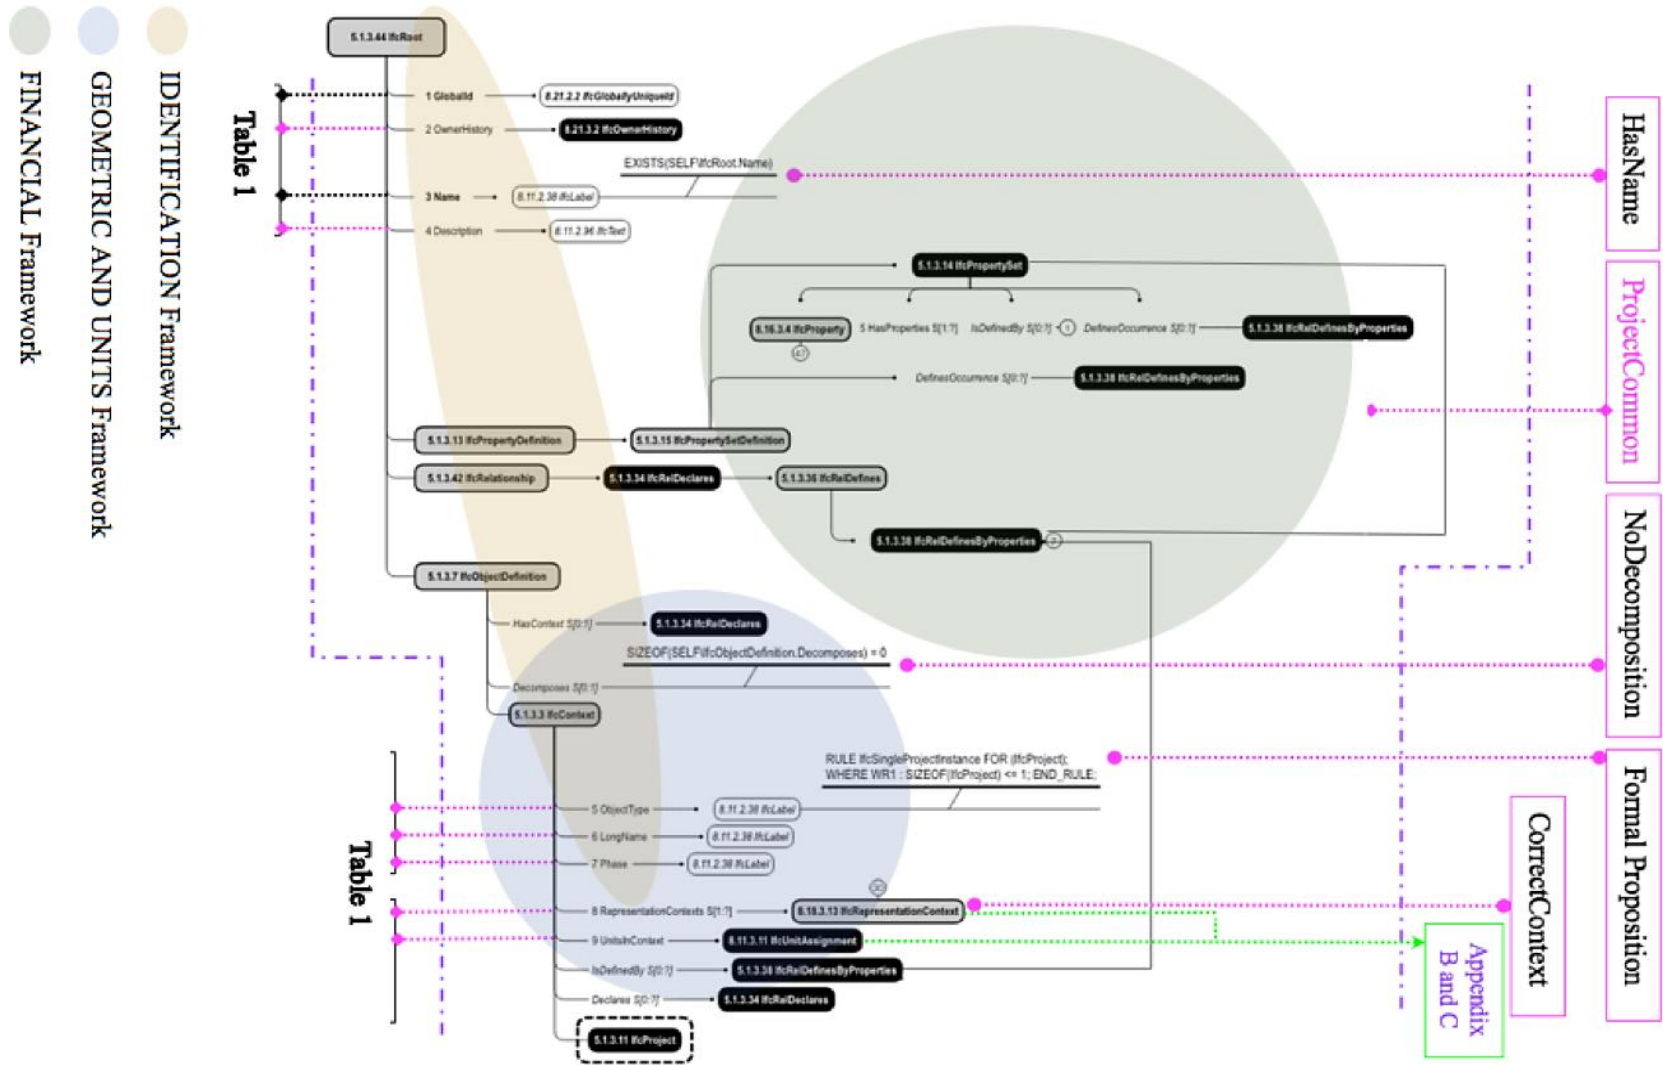 FINANCIAL Framework
GEOMETRIC AND UNITS Framework
IDENTIFICATION Framework
Table 1
5.1.3.44 IfcRoot
1 GlobalId
8.21.2.2 IfcGloballyUniqueId
2 OwnerHistory
8.21.3.2 IfcOwnerHistory
EXISTS(SELF\IfcRoot.Name)
3 Name
8.11.2.38 IfcLabel
4 Description
8.11.2.96 IfcText
5.1.3.14 IfcPropertySet
8.16.3.4 IfcProperty
5 HasProperties S[1:?]
IsDefinedBy S[0:?]
1
DefinesOccurrence S[0:?]
5.1.3.38 IfcRelDefinesByProperties
47
DefinesOccurrence S[0:?]
5.1.3.38 IfcRelDefinesByProperties
5.1.3.13 IfcPropertyDefinition
5.1.3.15 IfcPropertySetDefinition
5.1.3.42 IfcRelationship
5.1.3.34 IfcRelDeclares
5.1.3.36 IfcRelDefines
5.1.3.38 IfcRelDefinesByProperties
5.1.3.7 IfcObjectDefinition
HasContext S[0:1]
5.1.3.34 IfcRelDeclares
SIZEOF(SELF\IfcObjectDefinition.Decomposes) = 0
Decomposes S[0:1]
5.1.3.3 IfcContext
RULE IfcSingleProjectInstance FOR (IfcProject);
WHERE WR1 : SIZEOF(IfcProject) <= 1; END_RULE;
5 ObjectType
8.11.2.38 IfcLabel
6 LongName
8.11.2.38 IfcLabel
7 Phase
8.11.2.38 IfcLabel
Table 1
8 RepresentationContexts S[1:?]
8.18.3.13 IfcRepresentationContext
9 UnitsInContext
8.11.3.11 IfcUnitAssignment
IsDefinedBy S[0:?]
5.1.3.38 IfcRelDefinesByProperties
Declares S[0:?]
5.1.3.34 IfcRelDeclares
5.1.3.11 IfcProject
HasName
ProjectCommon
NoDecomposition
Formal Proposition
CorrectContext
Appendix
B and C